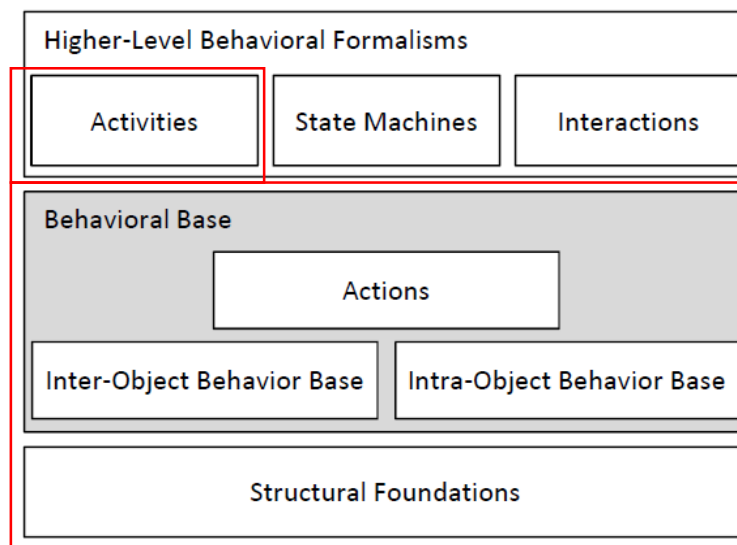 Higher-Level Behavioral Formalisms
Activities
State Machines
Interactions
Behavioral Base
Actions
Inter-Object Behavior Base
Intra-Object Behavior Base
Structural Foundations